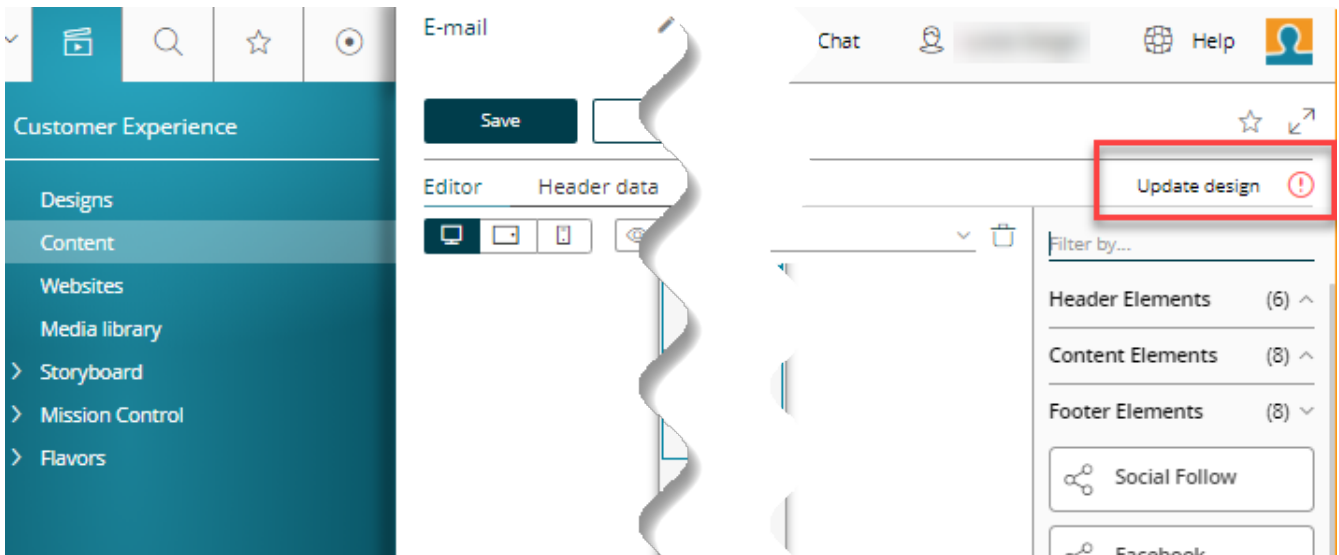 E-mail
Chat
Help
Customer Experience
Save
Update design
Editor
Header data
Designs
Content
Websites
Media library
Storyboard
Mission Control
Flavors
Filter by...
Header Elements (6)
Content Elements (8)
Footer Elements (8)
Social Follow
Facebook